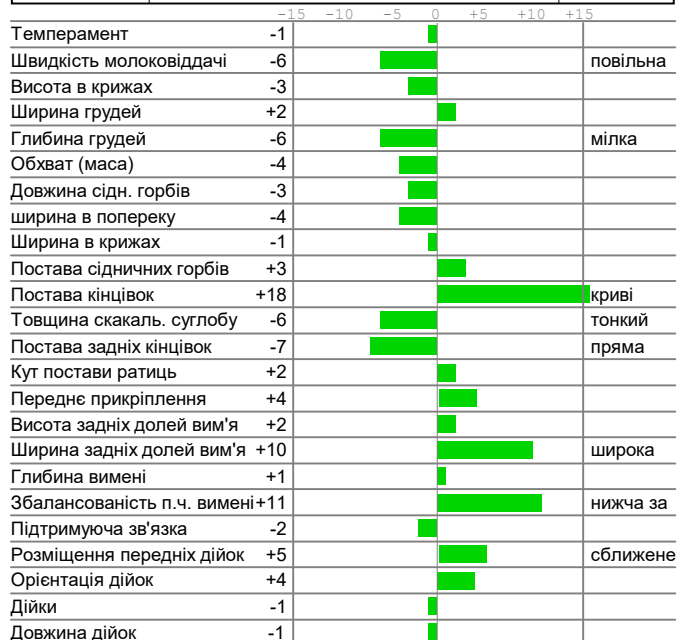 -15 -10 -5 0 +5 +10 +15
Темперамент -1
Швидкість молоковіддачі -6 повільна
Висота в крижах -3
Ширина грудей +2
Глибина грудей -6 мілка
Обхват (маса) -4
Довжина сідн. горбів -3
ширина в попереку -4
Ширина в крижах -1
Постава сідничних горбів +3
Постава кінцівок +18 криві
Товщина скакаль. суглобу -6 тонкий
Постава задніх кінцівок -7 пряма
Кут постави ратиць +2
Переднє прикріплення +4
Висота задніх долей вим'я +2
Ширина задніх долей вим'я +10 широка
Глибина вимені +1
Збалансованість п.ч. вимені +11 нижча за
Підтримуюча зв'язка -2
Розміщення передніх дійок +5 сближене
Орієнтація дійок +4
Дійки -1
Довжина дійок -1